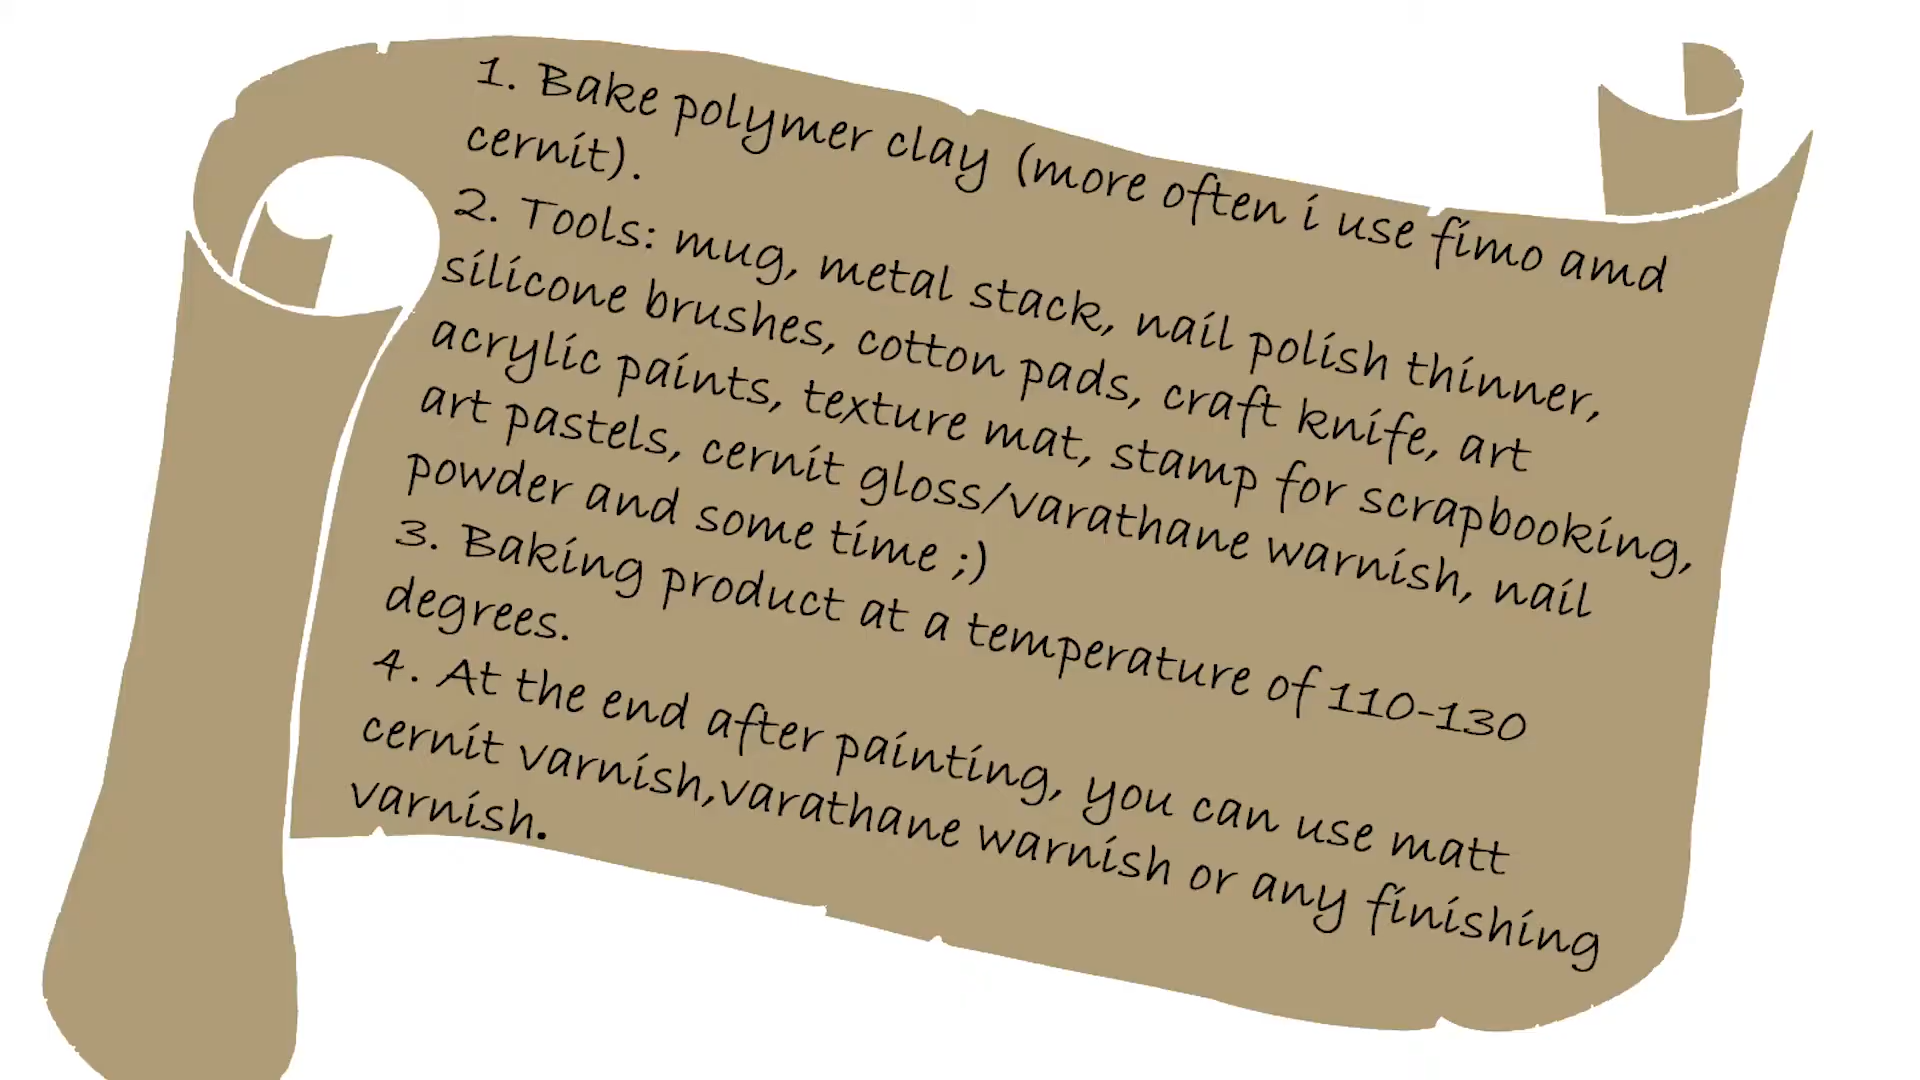 1. Bake polymer clay (more often i use fimo amd
cernit).
2. Tools: mug, metal stack, nail polish thinner,
silicone brushes, cotton pads, craft knife, art
acrylic paints, texture mat, stamp for scrapbooking,
art pastels, cernit gloss/varathane warnish, nail
powder and some time ;)
3. Baking product at a temperature of 110-130
degrees.
4. At the end after painting, you can use matt
cernit varnish,varathane warnish or any finishing
varnish.